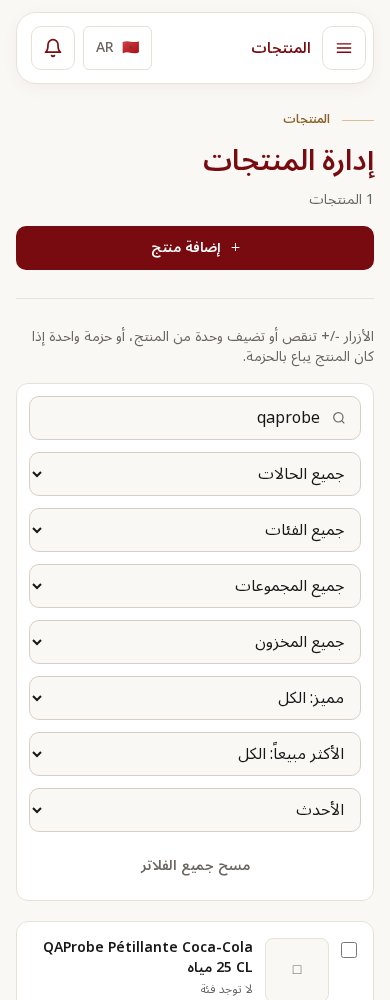 المنتجات
AR
المنتجات
إدارة المنتجات
1 المنتجات
+ إضافة منتج
الأزرار -/+ تنقص أو تضيف وحدة من المنتج، أو حزمة واحدة إذا
كان المنتج يباع بالحزمة.
qaprobe
جميع الحالات
جميع الفئات
جميع المجموعات
جميع المخزون
مميز: الكل
الأكثر مبيعاً: الكل
الأحدث
مسح جميع الفلاتر
QAProbe Pétillante Coca-Cola
25 CL مياه
لا توجد فئة